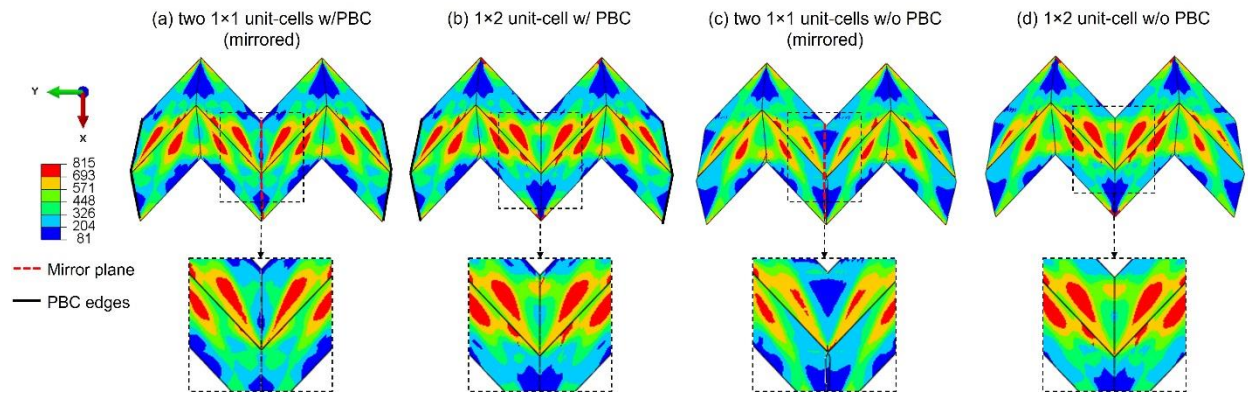 (a) two 1×1 unit-cells w/PBC
(mirrored)
(b) 1×2 unit-cell w/ PBC
(c) two 1×1 unit-cells w/o PBC
(mirrored)
(d) 1×2 unit-cell w/o PBC
Y
X
815
693
571
448
326
204
81
Mirror plane
PBC edges